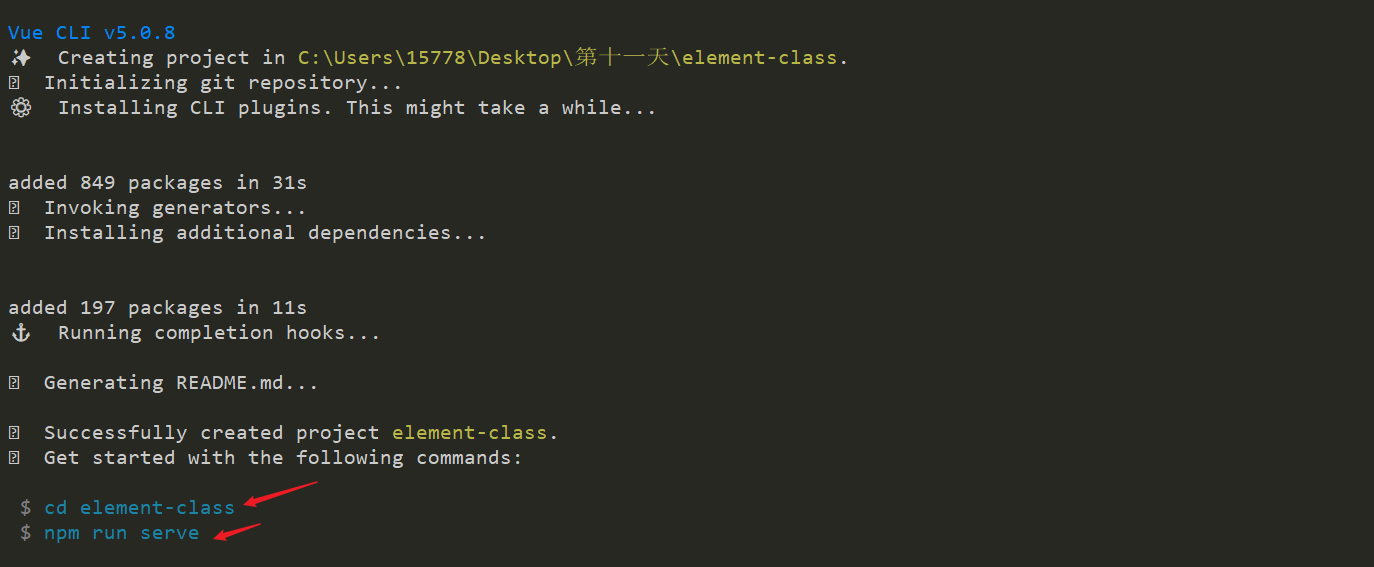 Vue CLI v5.0.8
Creating project in C:\Users\15778\Desktop\第十一天\element-class.
Initializing git repository...
Installing CLI plugins. This might take a while...
added 849 packages in 31s
Invoking generators...
Installing additional dependencies...
added 197 packages in 11s
Running completion hooks...
Generating README.md...
Successfully created project element-class.
Get started with the following commands:
$ cd element-class
$ npm run serve